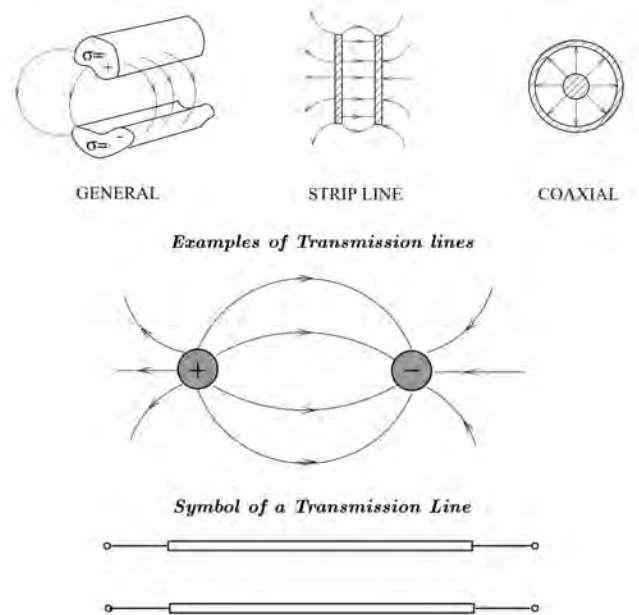 σ=
+
σ=
-
GENERAL
STRIP LINE
COAXIAL
Examples of Transmission lines
+
−
Symbol of a Transmission Line